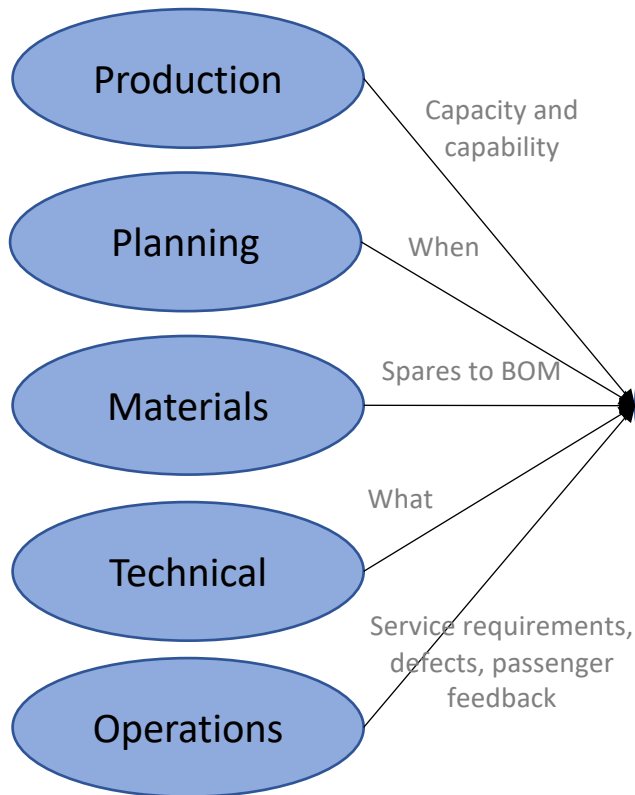 Production
Capacity and
capability
Planning
When
Spares to BOM
Materials
What
Technical
Service requirements,
defects, passenger
feedback
Operations